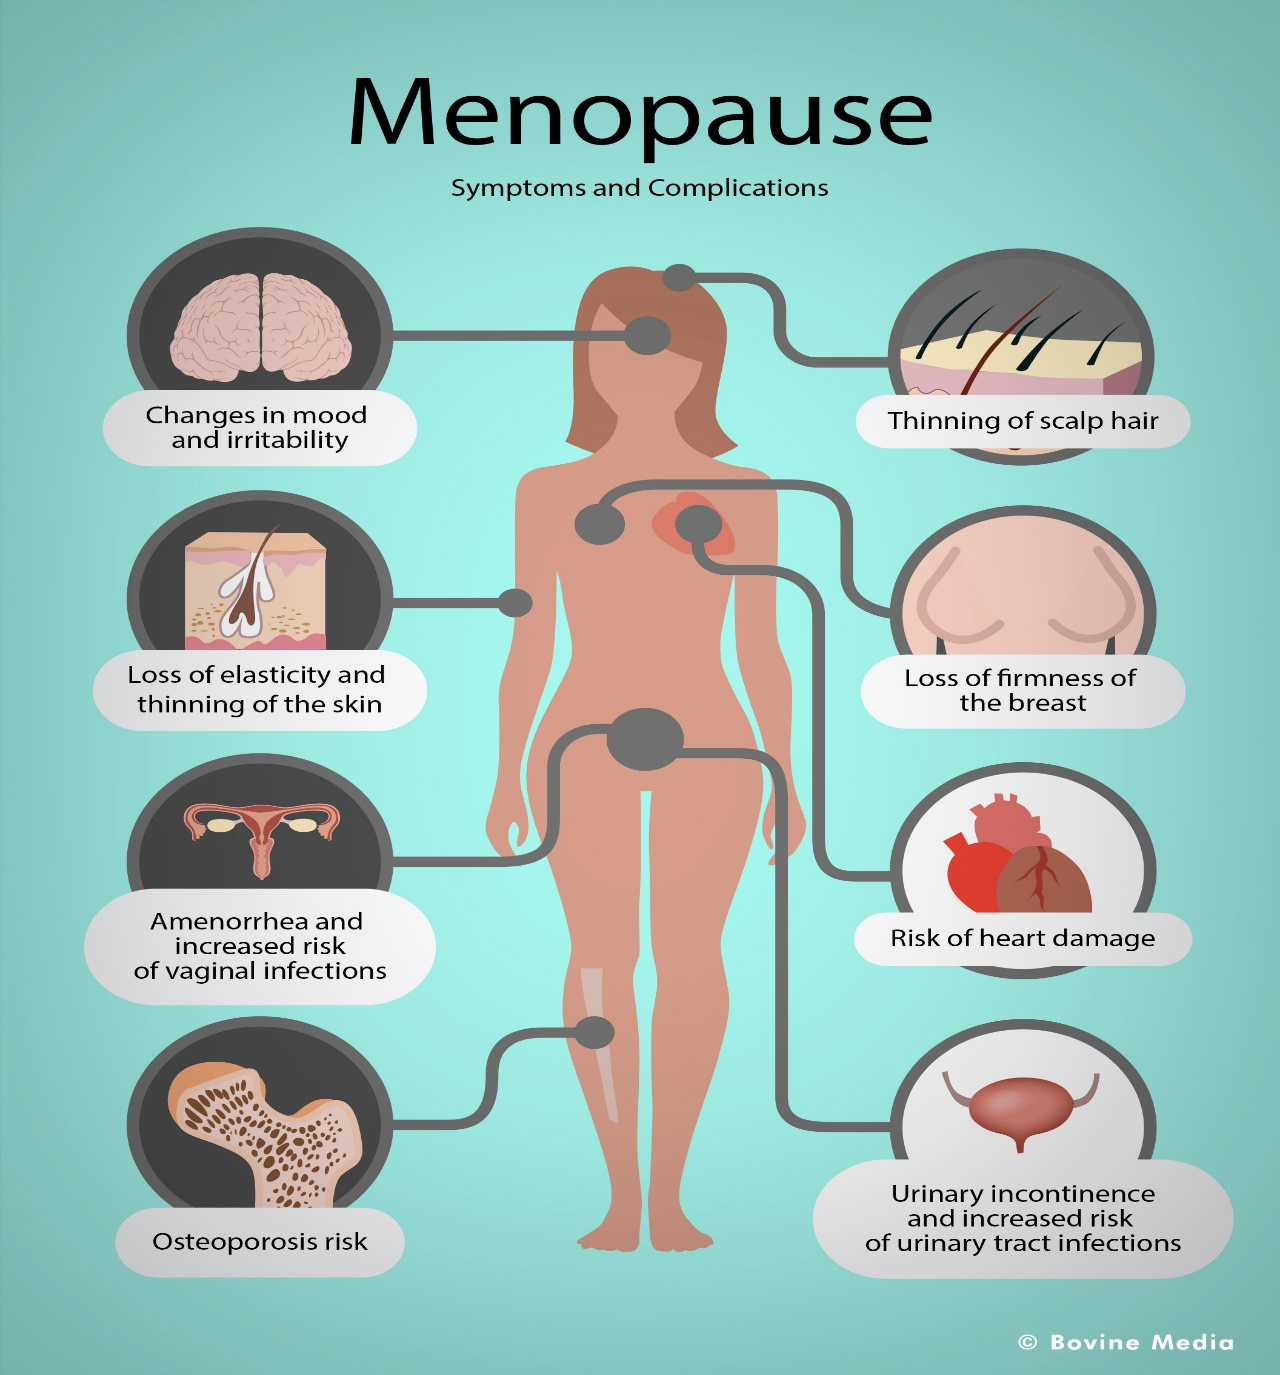 Menopause
Symptoms and Complications
Changes in mood
and irritability
Thinning of scalp hair
Loss of elasticity and
thinning of the skin
Loss of firmness of
the breast
Amenorrhea and
increased risk
of vaginal infections
Risk of heart damage
Osteoporosis risk
Urinary incontinence
and increased risk
of urinary tract infections
© Bovine Media